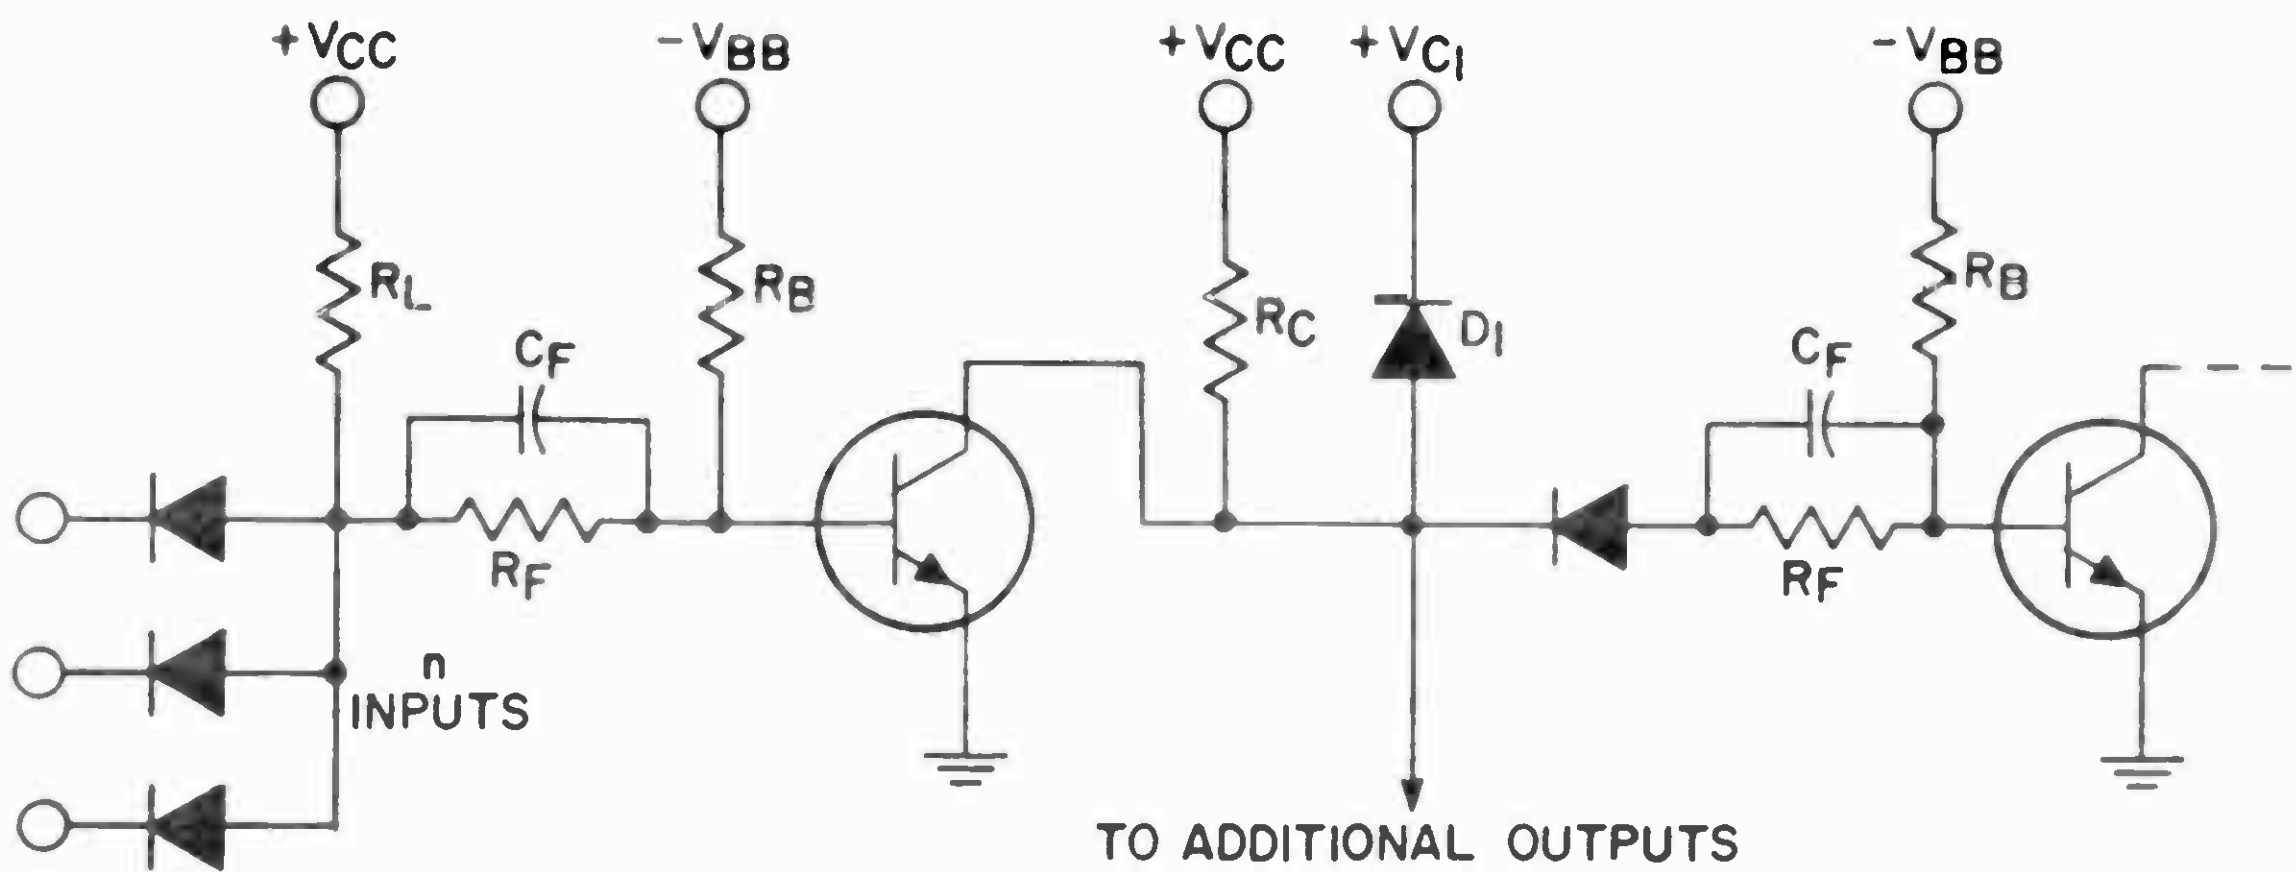 +VCC
-VBB
+VCC
+VC1
-VBB
RL
RB
RC
D1
RB
CF
CF
RF
RF
n
INPUTS
TO ADDITIONAL OUTPUTS